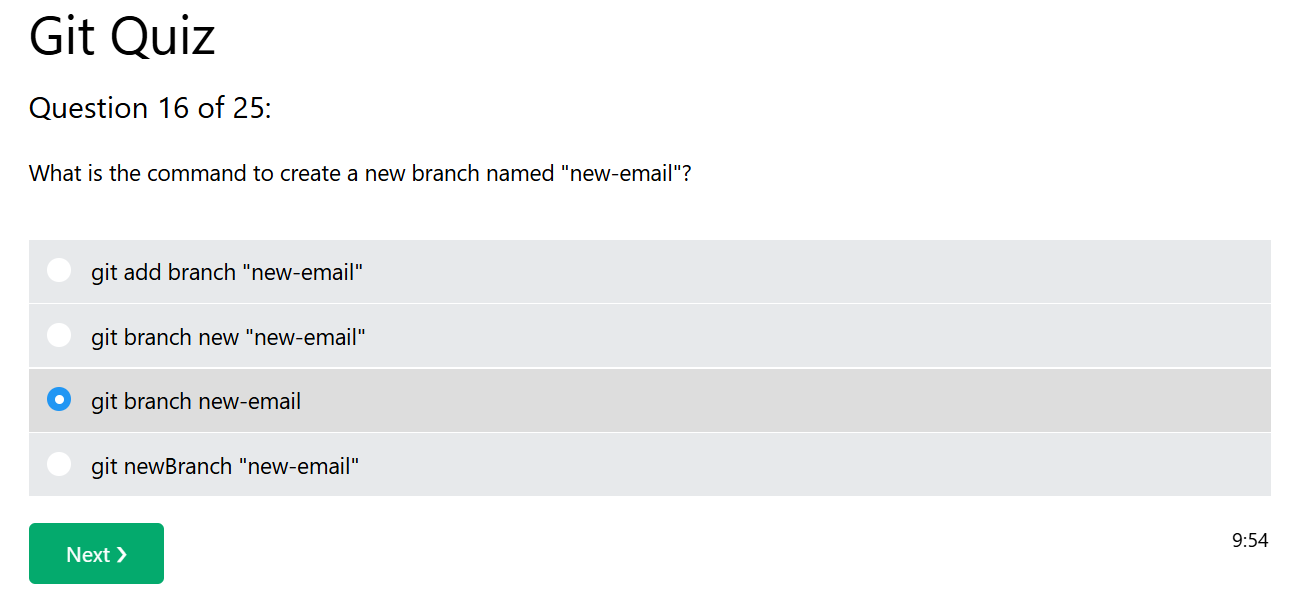 Git Quiz
Question 16 of 25:
What is the command to create a new branch named "new-email"?
git add branch "new-email"
git branch new "new-email"
git branch new-email
git newBranch "new-email"
Next ❯
9:54